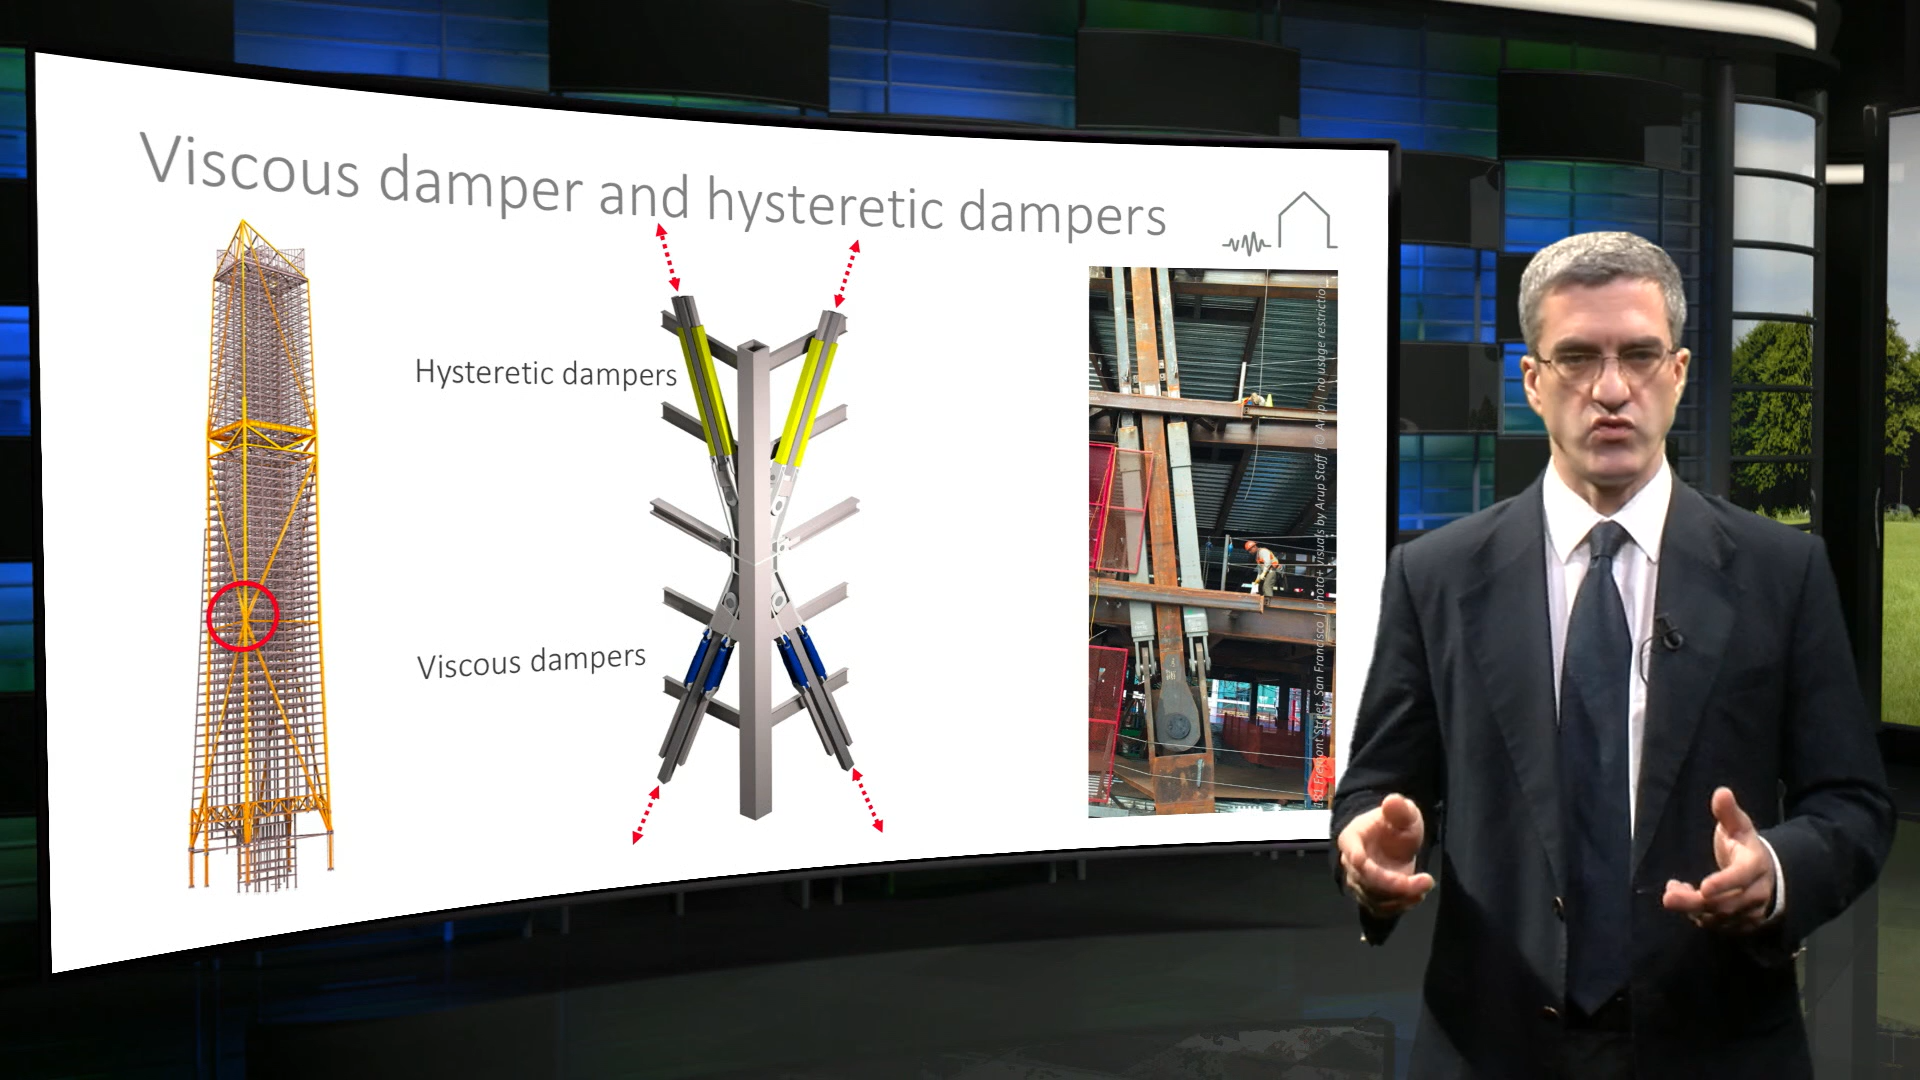 Viscous damper and hysteretic dampers
Hysteretic dampers
Viscous dampers
181 Fremont Street, San Francisco | photo+ visuals by Arup Staff | © Arup | no usage restriction